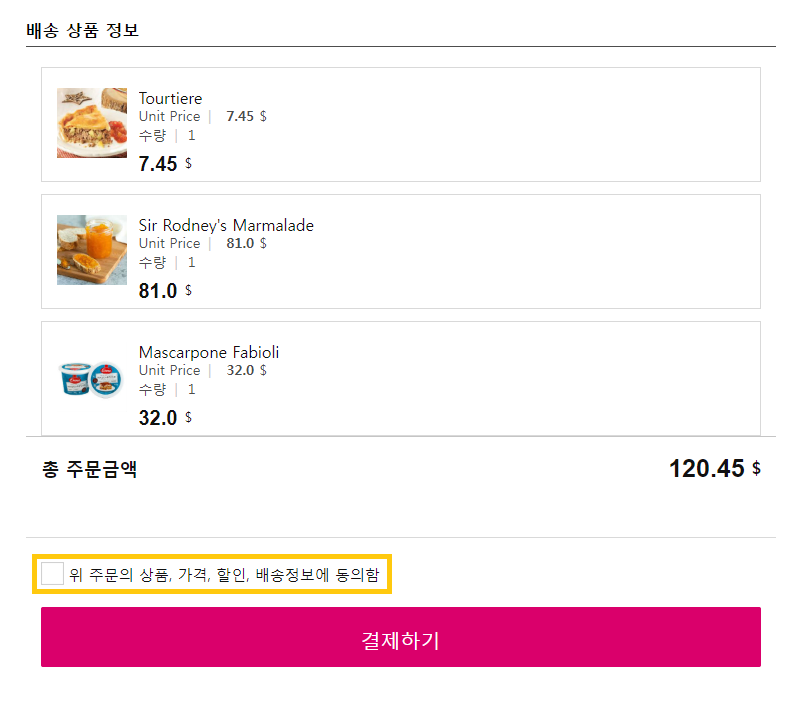 배송 상품 정보
Tourtiere
Unit Price | 7.45 $
수량 | 1
7.45 $
Sir Rodney's Marmalade
Unit Price | 81.0 $
수량 | 1
81.0 $
Mascarpone Fabioli
Unit Price | 32.0 $
수량 | 1
32.0 $
총 주문금액 120.45 $
위 주문의 상품, 가격, 할인, 배송정보에 동의함
결제하기